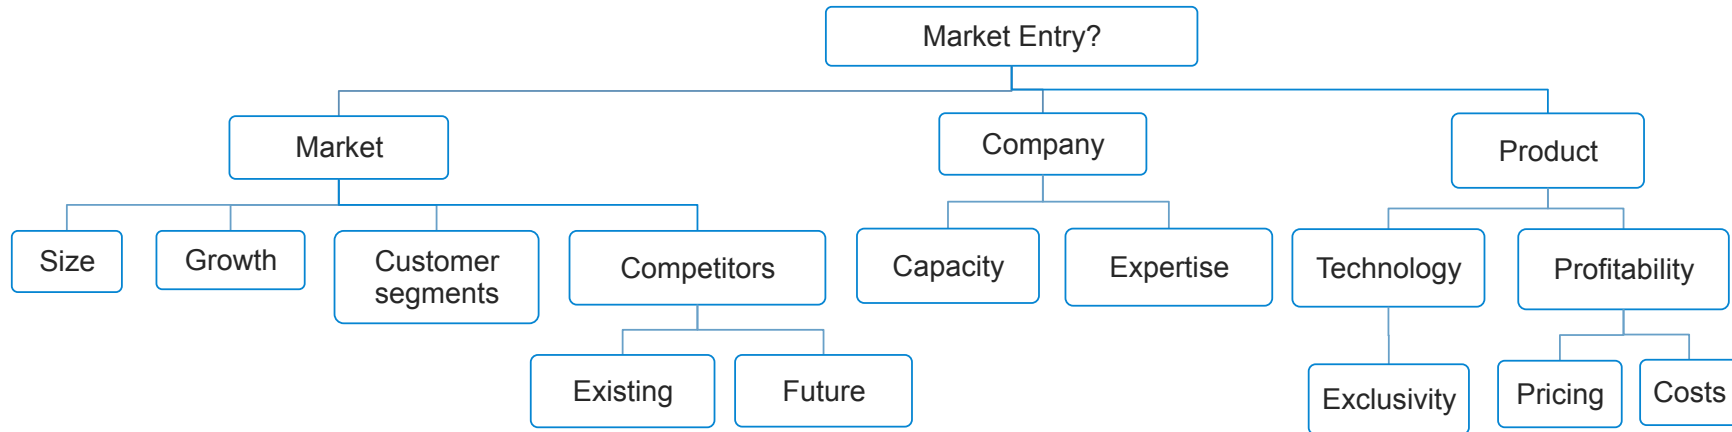 Market Entry?
Market
Company
Product
Size
Growth
Customer
segments
Competitors
Capacity
Expertise
Technology
Profitability
Existing
Future
Exclusivity
Pricing
Costs